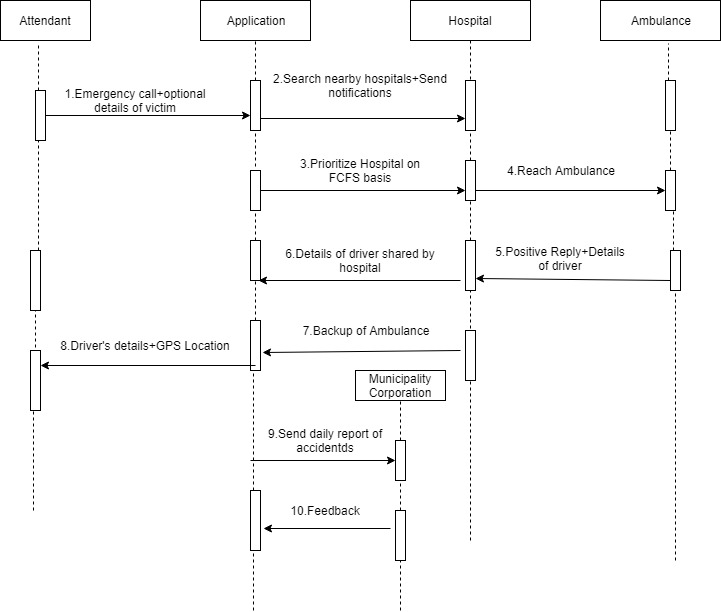 Attendant
Application
Hospital
Ambulance
1.Emergency call+optional
details of victim
2.Search nearby hospitals+Send
notifications
3.Prioritize Hospital on
FCFS basis
4.Reach Ambulance
5.Positive Reply+Details
of driver
6.Details of driver shared by
hospital
7.Backup of Ambulance
8.Driver's details+GPS Location
Municipality
Corporation
9.Send daily report of
accidentds
10.Feedback